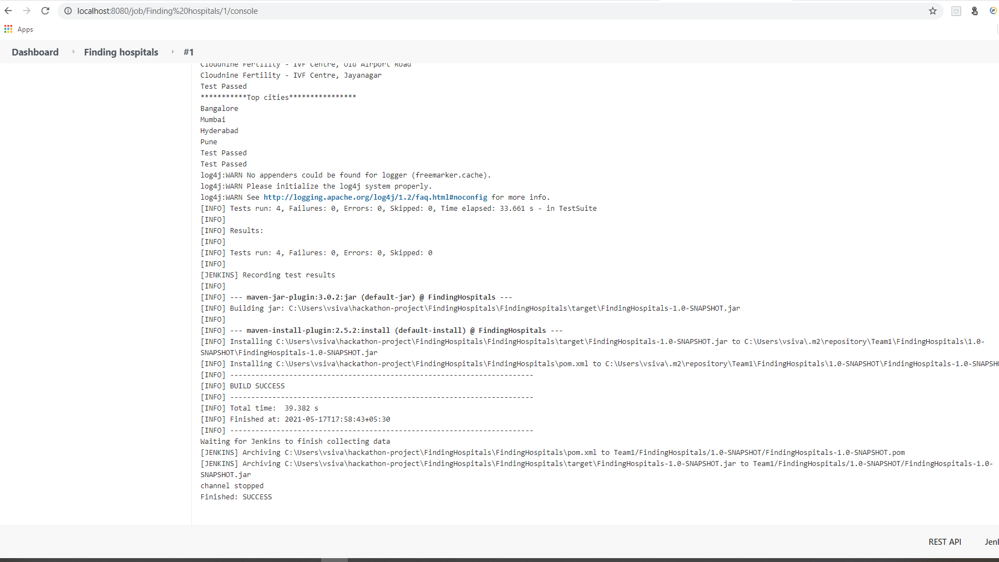 localhost:8080/job/Finding%20hospitals/1/console
Apps
Dashboard Finding hospitals #1
Cloudnine Fertility - IVF Centre, Old Airport Road
Cloudnine Fertility - IVF Centre, Jayanagar
Test Passed
***********Top cities****************
Bangalore
Mumbai
Hyderabad
Pune
Test Passed
Test Passed
log4j:WARN No appenders could be found for logger (freemarker.cache).
log4j:WARN Please initialize the log4j system properly.
log4j:WARN See http://logging.apache.org/log4j/1.2/faq.html#noconfig for more info.
[INFO] Tests run: 4, Failures: 0, Errors: 0, Skipped: 0, Time elapsed: 33.661 s - in TestSuite
[INFO]
[INFO] Results:
[INFO]
[INFO] Tests run: 4, Failures: 0, Errors: 0, Skipped: 0
[INFO]
[JENKINS] Recording test results
[INFO]
[INFO] --- maven-jar-plugin:3.0.2:jar (default-jar) @ FindingHospitals ---
[INFO] Building jar: C:\Users\vsiva\hackathon-project\FindingHospitals\FindingHospitals\target\FindingHospitals-1.0-SNAPSHOT.jar
[INFO]
[INFO] --- maven-install-plugin:2.5.2:install (default-install) @ FindingHospitals ---
[INFO] Installing C:\Users\vsiva\hackathon-project\FindingHospitals\FindingHospitals\target\FindingHospitals-1.0-SNAPSHOT.jar to C:\Users\vsiva\.m2\repository\Team1\FindingHospitals\1.0-
SNAPSHOT\FindingHospitals-1.0-SNAPSHOT.jar
[INFO] Installing C:\Users\vsiva\hackathon-project\FindingHospitals\FindingHospitals\pom.xml to C:\Users\vsiva\.m2\repository\Team1\FindingHospitals\1.0-SNAPSHOT\FindingHospitals-1.0-SNAPSHO
[INFO] ------------------------------------------------------------------------
[INFO] BUILD SUCCESS
[INFO] ------------------------------------------------------------------------
[INFO] Total time:  39.382 s
[INFO] Finished at: 2021-05-17T17:58:43+05:30
[INFO] ------------------------------------------------------------------------
Waiting for Jenkins to finish collecting data
[JENKINS] Archiving C:\Users\vsiva\hackathon-project\FindingHospitals\FindingHospitals\pom.xml to Team1/FindingHospitals/1.0-SNAPSHOT/FindingHospitals-1.0-SNAPSHOT.pom
[JENKINS] Archiving C:\Users\vsiva\hackathon-project\FindingHospitals\FindingHospitals\target\FindingHospitals-1.0-SNAPSHOT.jar to Team1/FindingHospitals/1.0-SNAPSHOT/FindingHospitals-1.0-
SNAPSHOT.jar
channel stopped
Finished: SUCCESS
REST API Jenk